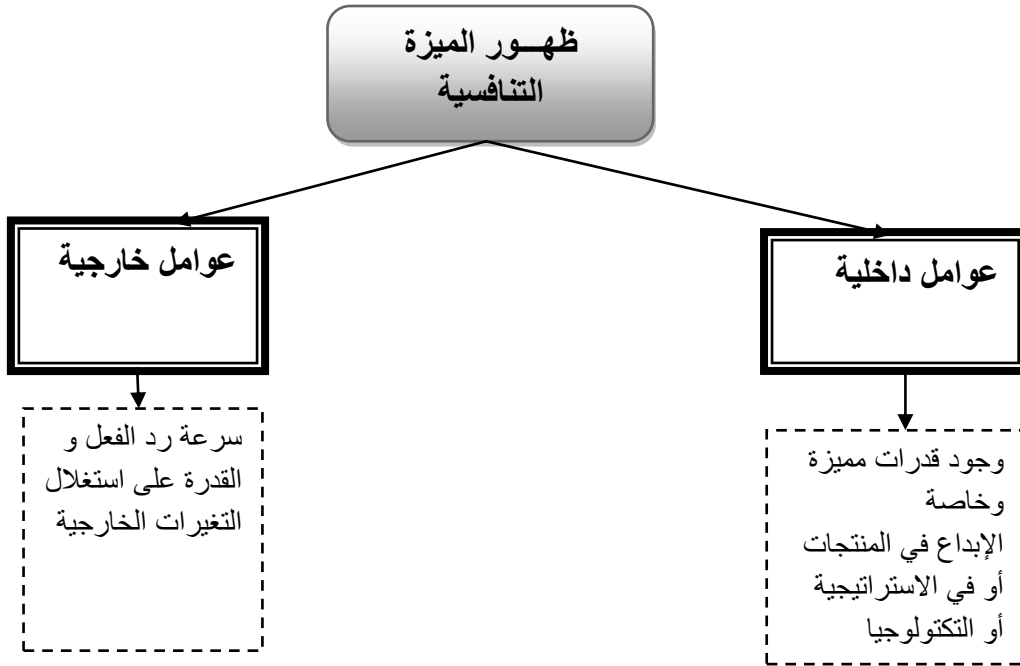 ظهـــور الميزة
التنافسية
عوامل داخلية
عوامل خارجية
وجود قدرات مميزة
وخاصة
الإبداع في المنتجات
أو في الاستراتيجية
أو التكتولوجيا
سرعة رد الفعل و
القدرة على استغلال
التغيرات الخارجية